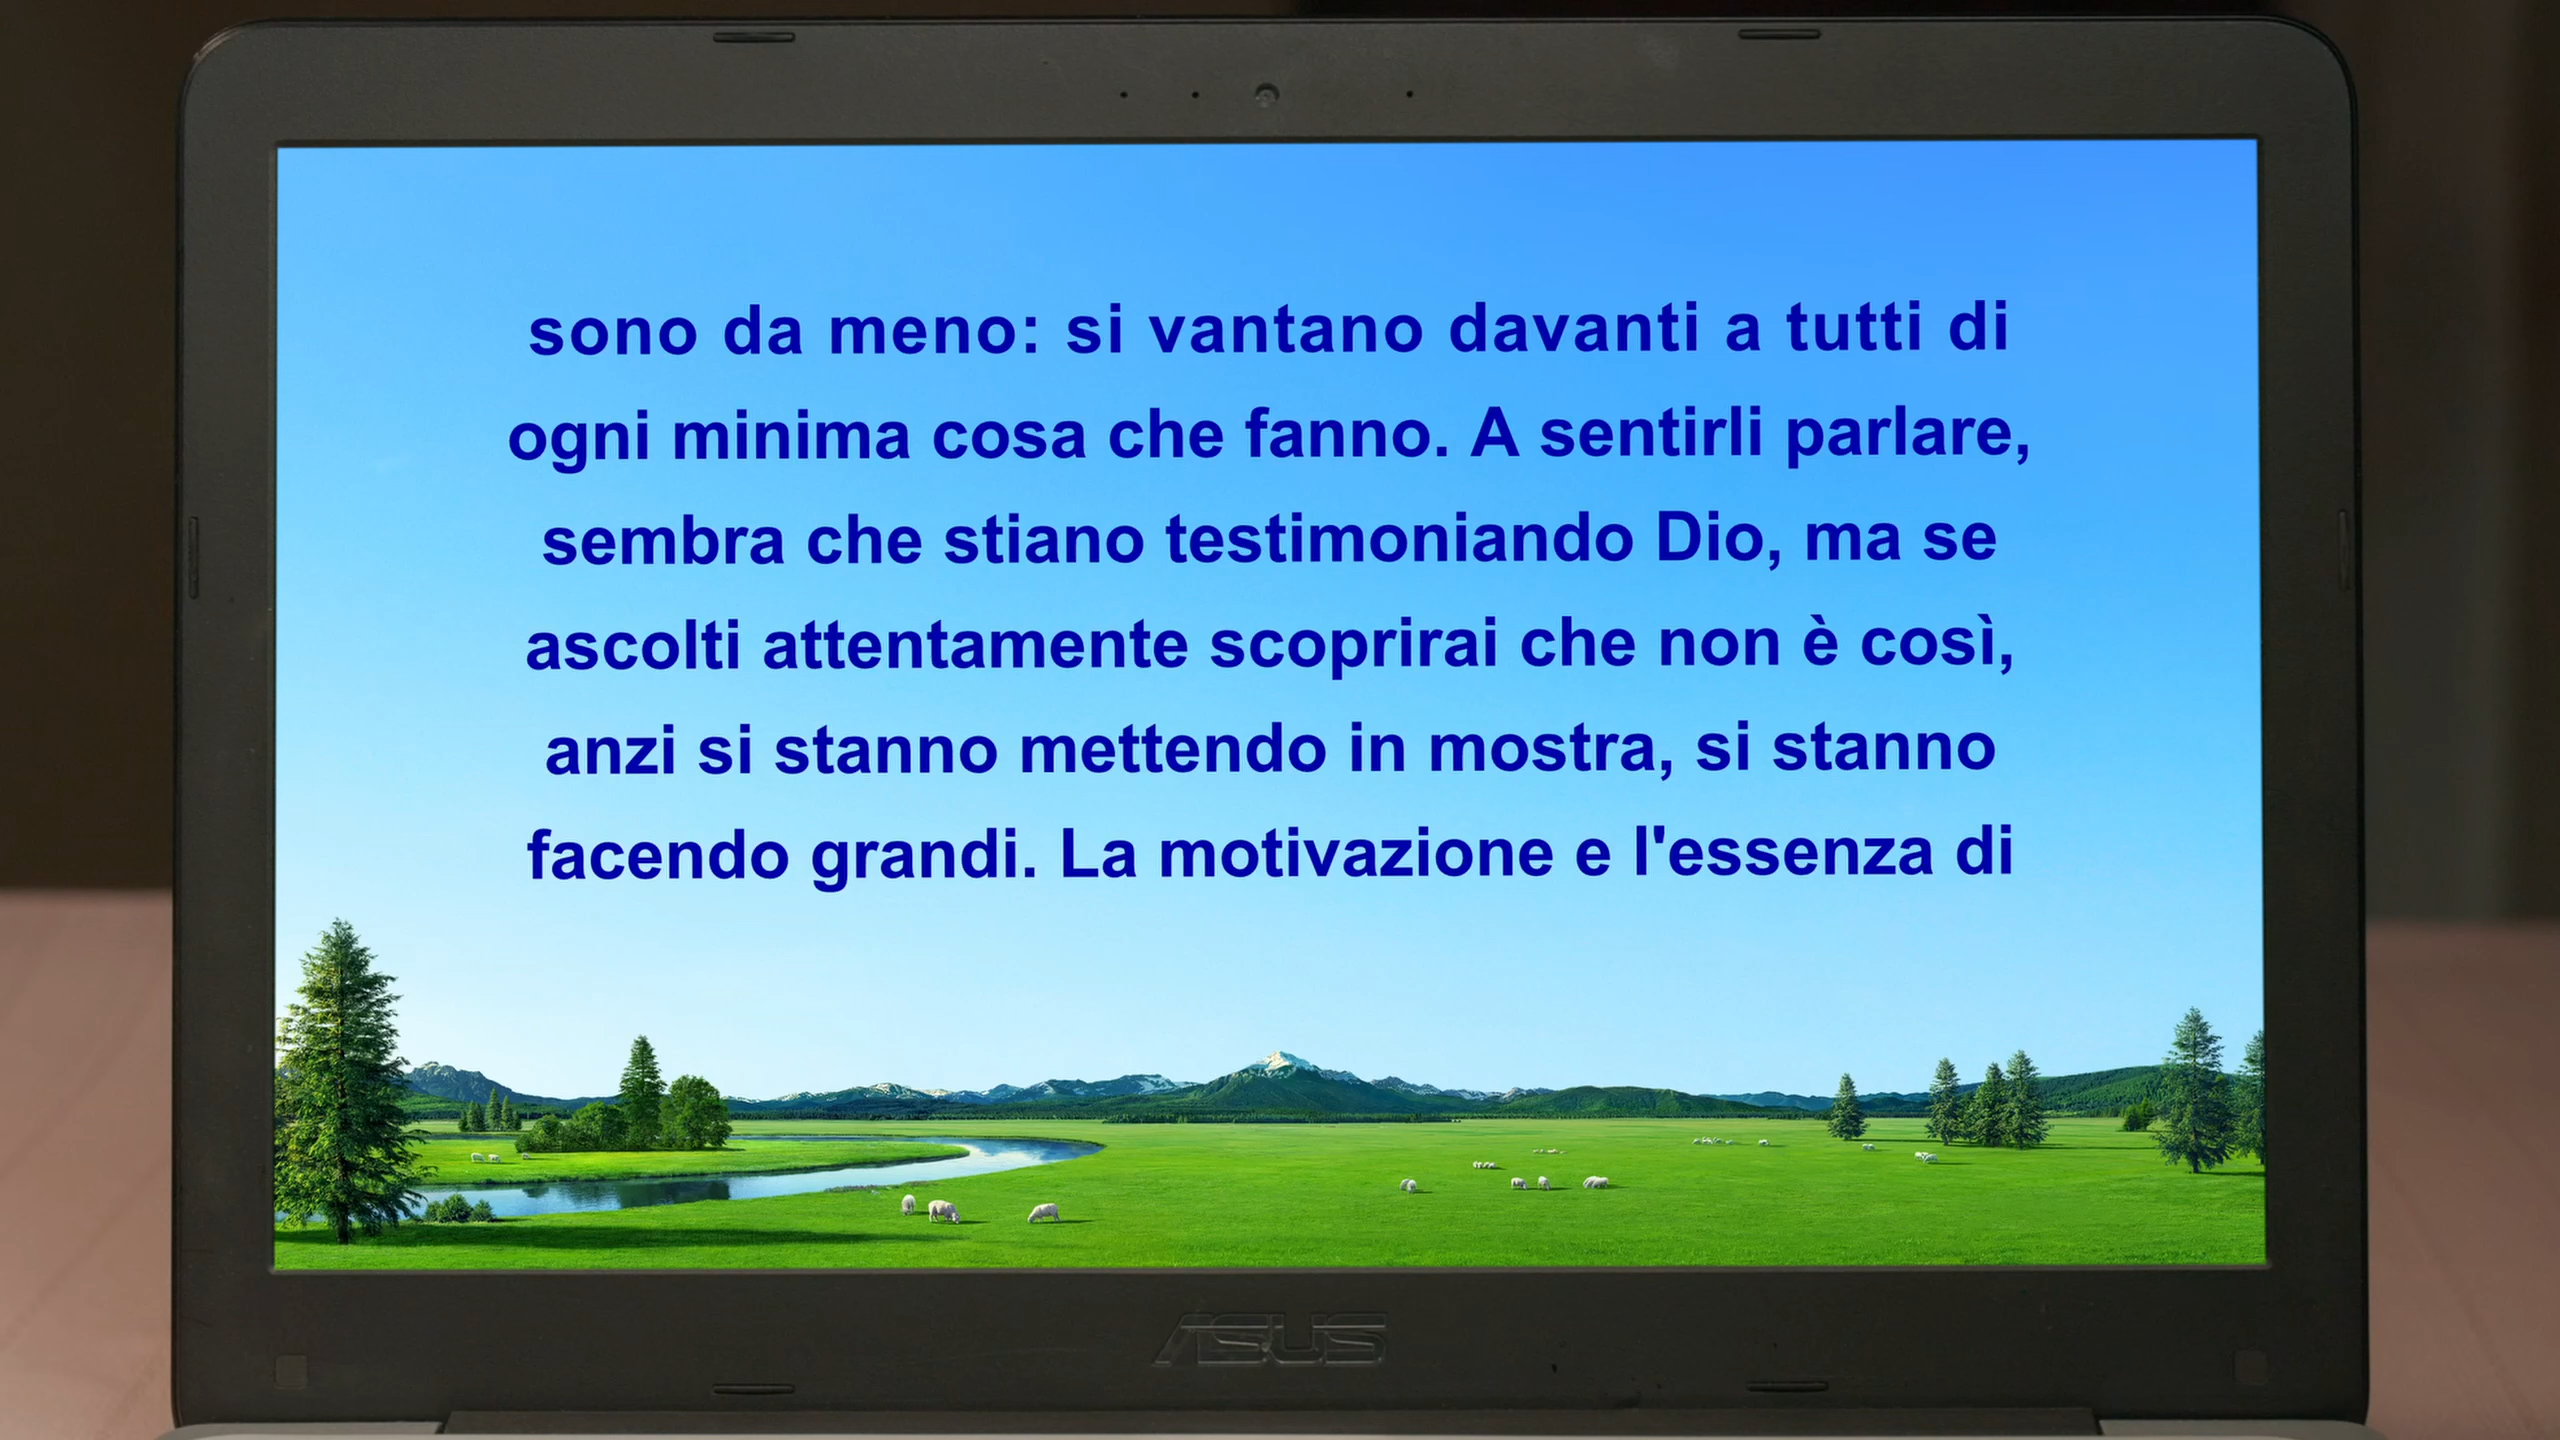 sono da meno: si vantano davanti a tutti di
ogni minima cosa che fanno. A sentirli parlare,
sembra che stiano testimoniando Dio, ma se
ascolti attentamente scoprirai che non è così,
anzi si stanno mettendo in mostra, si stanno
facendo grandi. La motivazione e l'essenza di
ASUS